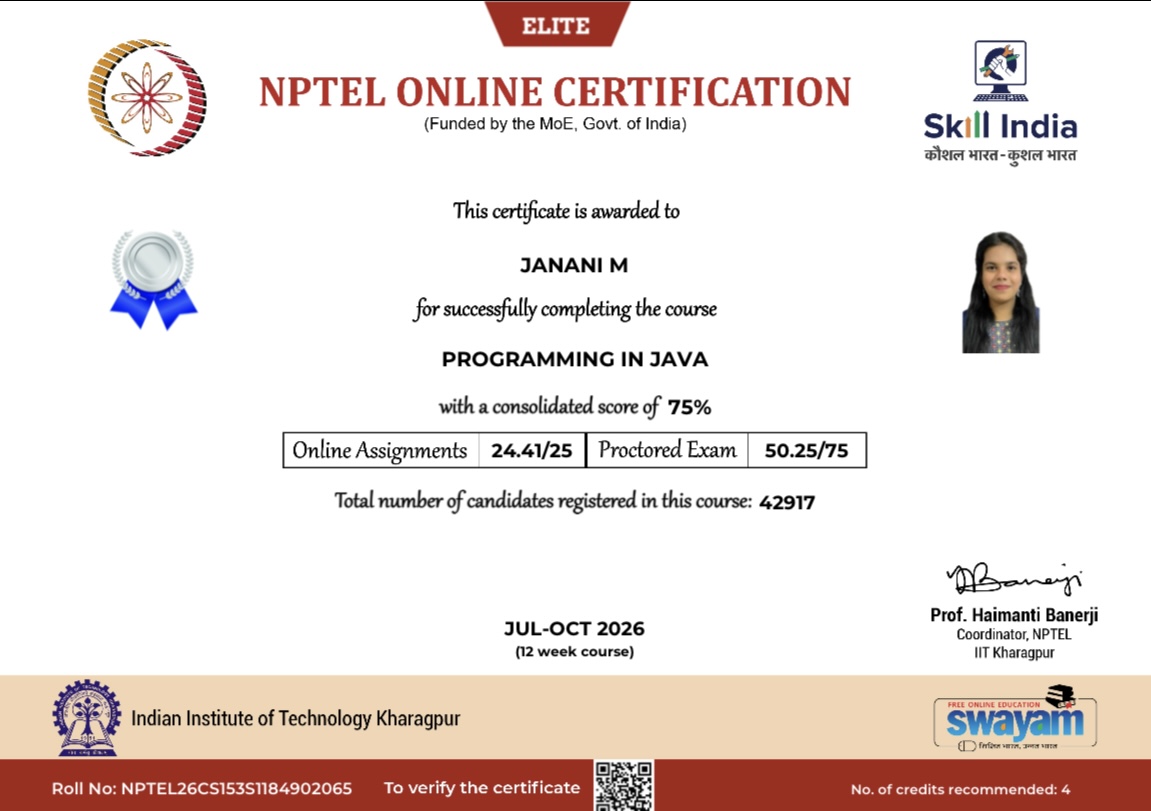 ELITE
NPTEL ONLINE CERTIFICATION
(Funded by the MoE, Govt. of India)
Skill India
कौशल भारत - कुशल भारत
This certificate is awarded to
JANANI M
for successfully completing the course
PROGRAMMING IN JAVA
with a consolidated score of 75%
Online Assignments 24.41/25 Proctored Exam 50.25/75
Total number of candidates registered in this course: 42917
Prof. Haimanti Banerji
Coordinator, NPTEL
IIT Kharagpur
JUL-OCT 2026
(12 week course)
Indian Institute of Technology Kharagpur
FREE ONLINE EDUCATION
swayam
शिक्षित भारत, उन्नत भारत
Roll No: NPTEL26CS153S1184902065 To verify the certificate No. of credits recommended: 4